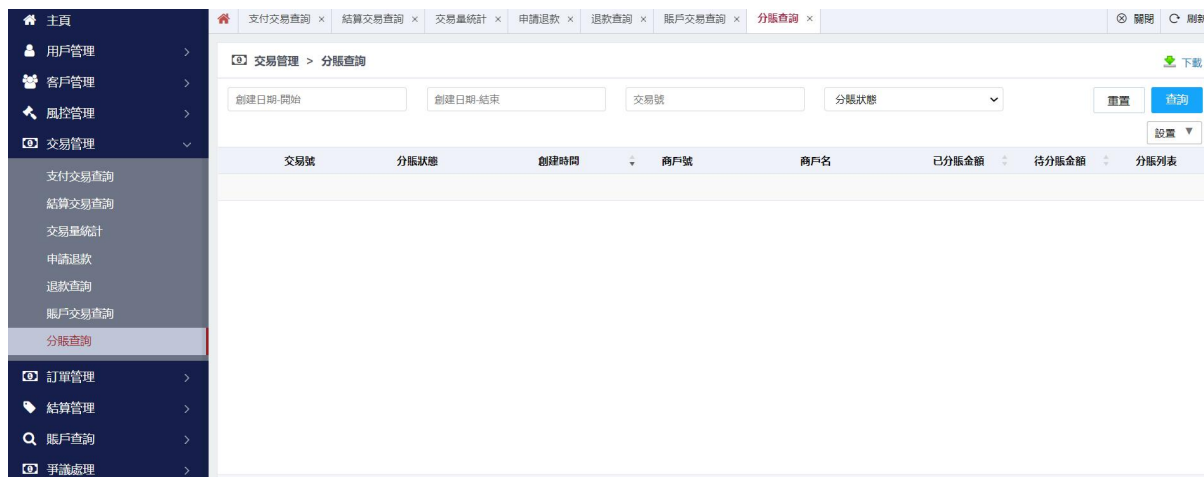 主頁
支付交易查詢 × 結算交易查詢 × 交易量統計 × 申請退款 × 退款查詢 × 賬戶交易查詢 × 分賬查詢 ×
關閉 刷新
用戶管理
客戶管理
風控管理
交易管理
支付交易查詢
結算交易查詢
交易量統計
申請退款
退款查詢
賬戶交易查詢
分賬查詢
訂單管理
結算管理
賬戶查詢
爭議處理
交易管理 > 分賬查詢
下載
創建日期-開始 創建日期-結束 交易號 分賬狀態 重置 查詢
設置 ▼
交易號 分賬狀態 創建時間 商戶號 商戶名 已分賬金額 待分賬金額 分賬列表